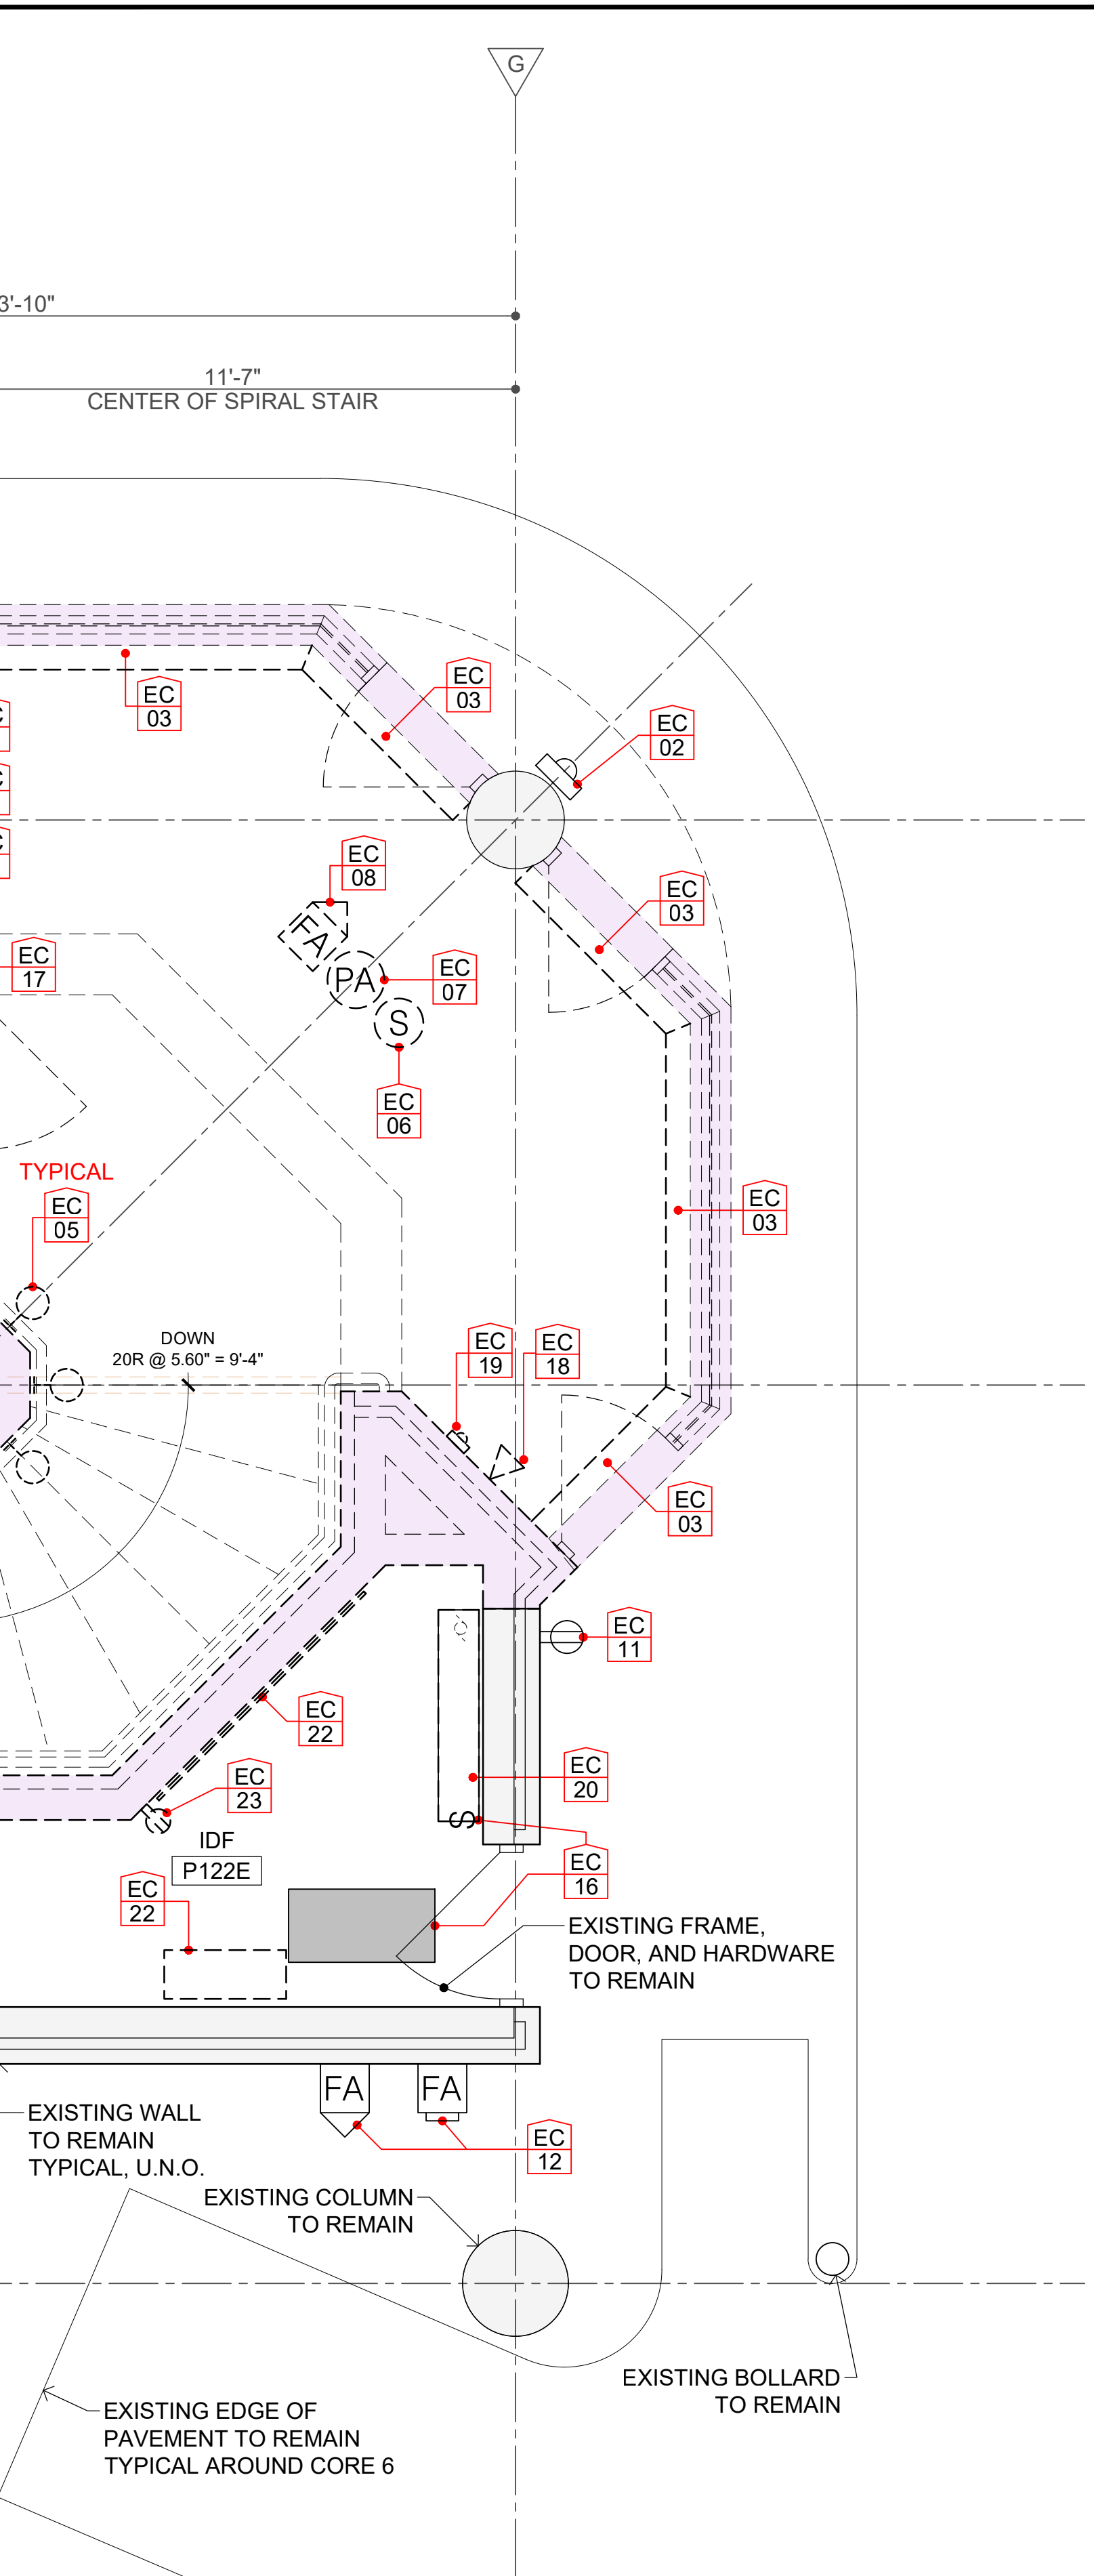 G
3'-10"
11'-7"
CENTER OF SPIRAL STAIR
EC
03
EC
03
EC
02
EC
08
EC
03
FA
EC
17
PA
EC
07
S
EC
06
TYPICAL
EC
05
EC
03
DOWN
20R @ 5.60" = 9'-4"
EC
19
EC
18
EC
03
EC
11
EC
22
EC
20
EC
23
S
IDF
P122E
EC
16
EC
22
EXISTING FRAME,
DOOR, AND HARDWARE
TO REMAIN
FA
FA
EXISTING WALL
TO REMAIN
TYPICAL, U.N.O.
EC
12
EXISTING COLUMN
TO REMAIN
EXISTING BOLLARD
TO REMAIN
EXISTING EDGE OF
PAVEMENT TO REMAIN
TYPICAL AROUND CORE 6